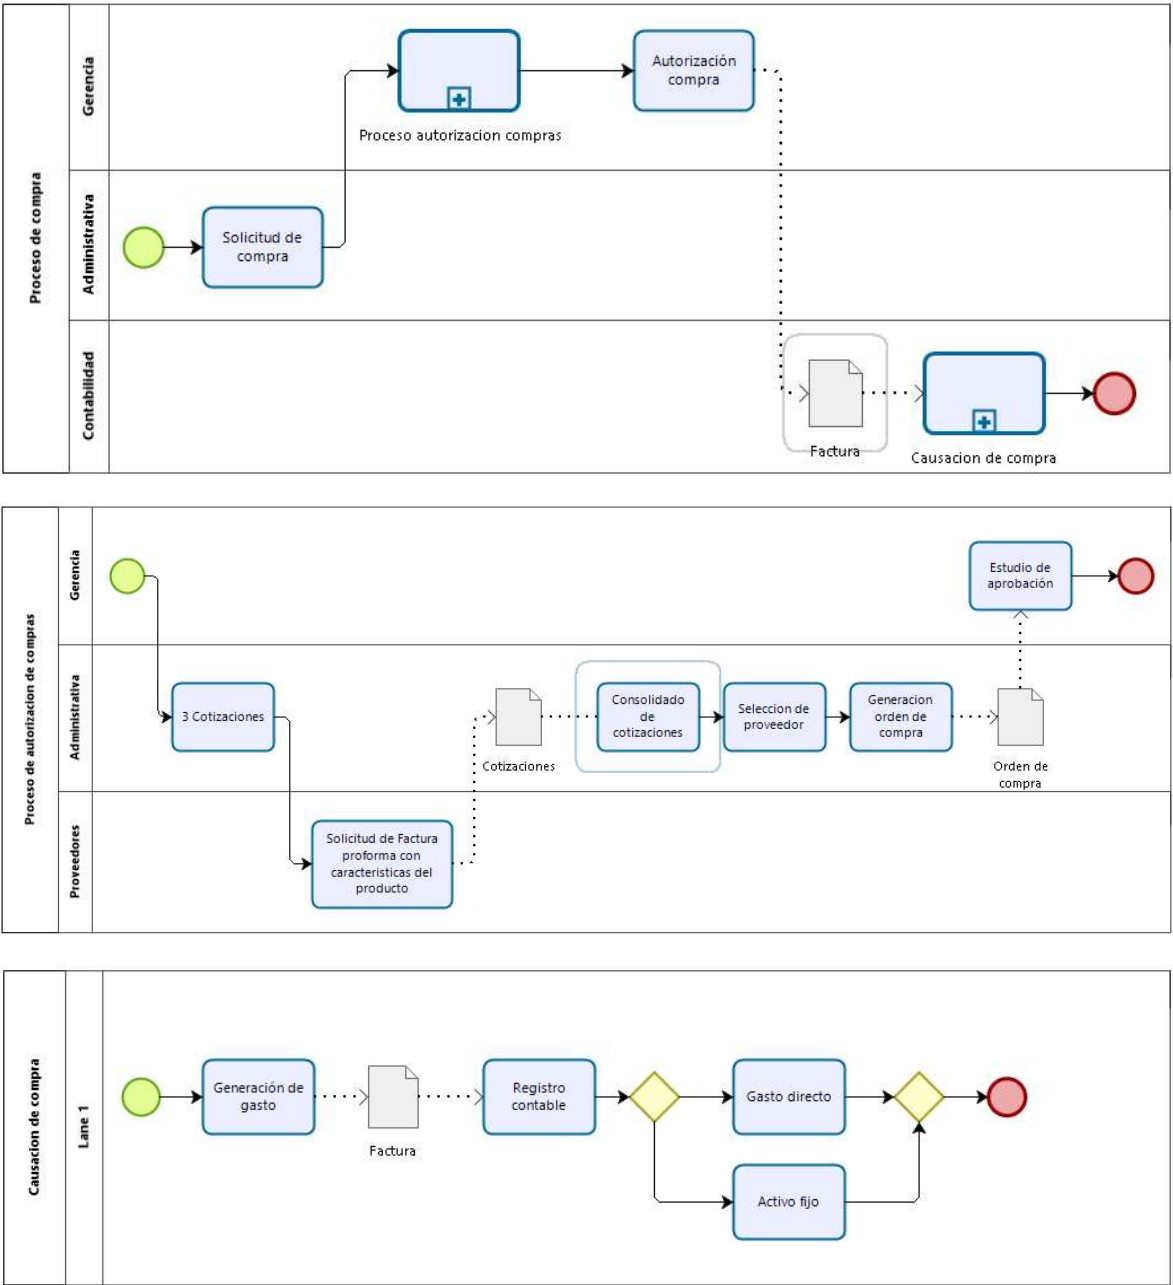 Proceso de compra
Gerencia
Proceso autorizacion compras
Autorización
compra
Administrativa
Solicitud de
compra
Contabilidad
Factura
Causacion de compra
Proceso de autorizacion de compras
Gerencia
Estudio de
aprobación
Administrativa
3 Cotizaciones
Cotizaciones
Consolidado
de
cotizaciones
Seleccion de
proveedor
Generacion
orden de
compra
Orden de
compra
Proveedores
Solicitud de Factura
proforma con
caracteristicas del
producto
Causacion de compra
Lane 1
Generación de
gasto
Factura
Registro
contable
Gasto directo
Activo fijo